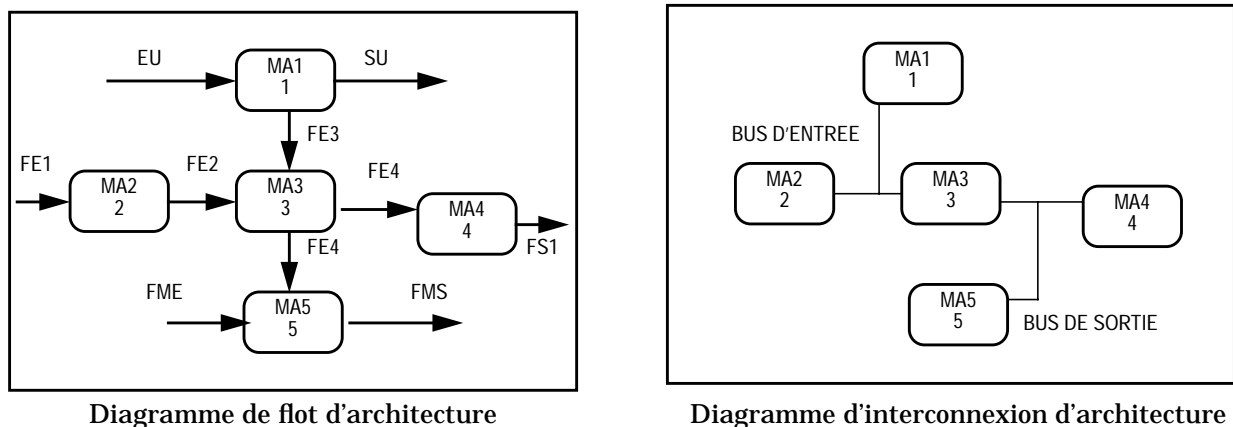 EU
SU
MA1
1
FE3
FE1
FE2
FE4
MA2
2
MA3
3
MA4
4
FE4
FS1
FME
FMS
MA5
5
Diagramme de flot d'architecture
MA1
1
BUS D'ENTREE
MA2
2
MA3
3
MA4
4
MA5
5
BUS DE SORTIE
Diagramme d'interconnexion d'architecture